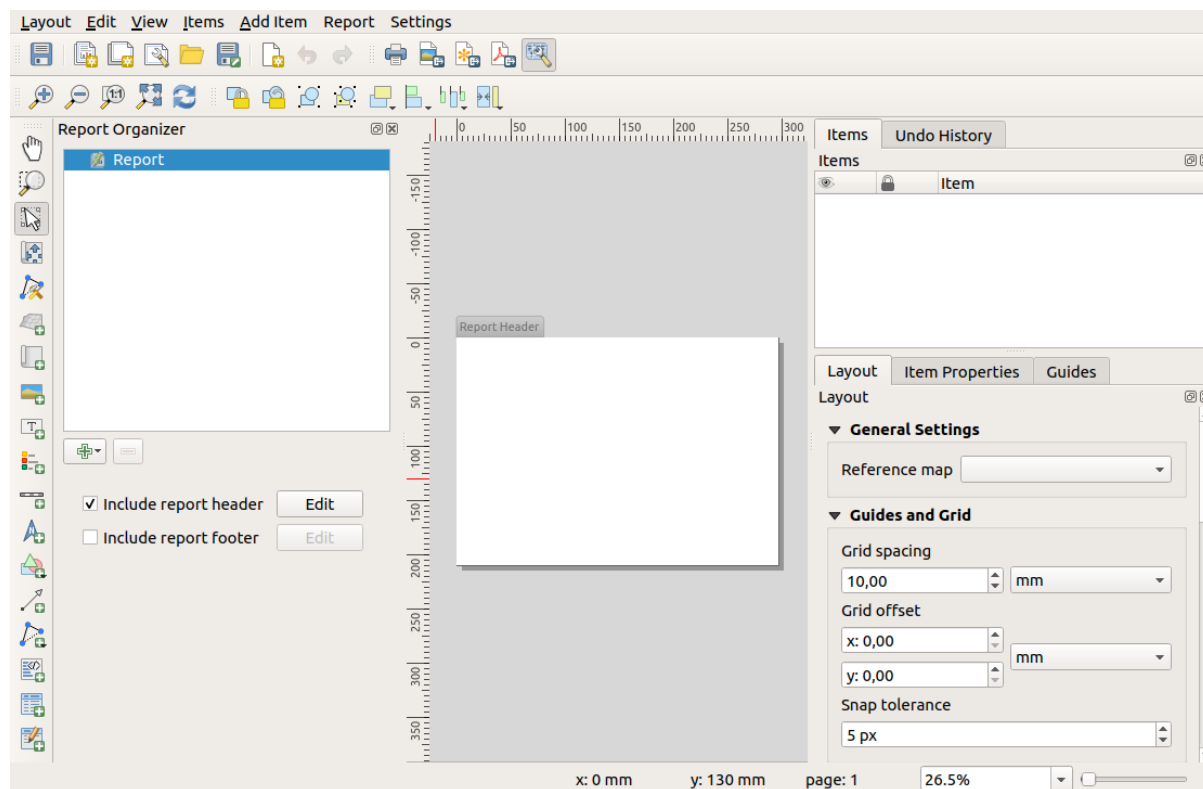 Layout Edit View Items Add Item Report Settings
Report Organizer
Report
Include report header Edit
Include report footer Edit
0 50 100 150 200 250 300
-150
-100
-50
0
50
100
150
200
250
300
350
Report Header
Items Undo History
Items
Item
Layout Item Properties Guides
Layout
General Settings
Reference map
Guides and Grid
Grid spacing
10,00 mm
Grid offset
x: 0,00
mm
y: 0,00
Snap tolerance
5 px
x: 0 mm y: 130 mm page: 1 26.5%